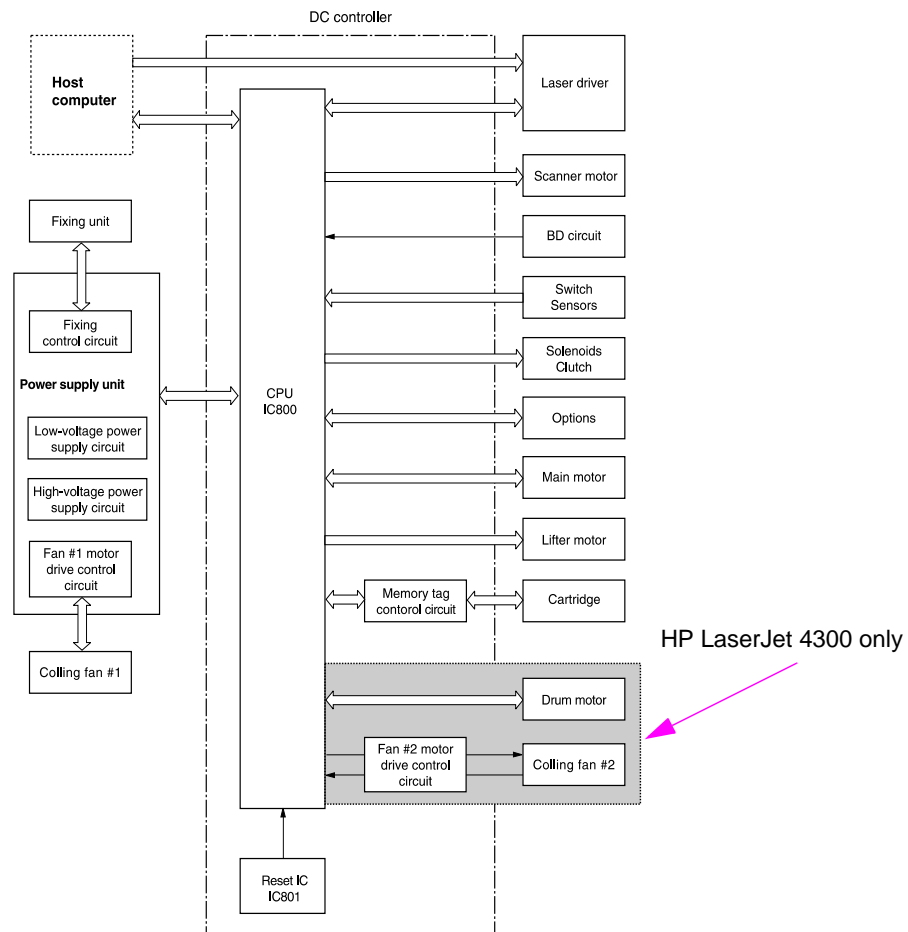 DC controller
Host
computer
Laser driver
Scanner motor
Fixing unit
BD circuit
Switch
Sensors
Fixing
control circuit
Solenoids
Clutch
Power supply unit
CPU
IC800
Options
Low-voltage power
supply circuit
Main motor
High-voltage power
supply circuit
Lifter motor
Fan #1 motor
drive control
circuit
Memory tag
contorol circuit
Cartridge
HP LaserJet 4300 only
Colling fan #1
Drum motor
Fan #2 motor
drive control
circuit
Colling fan #2
Reset IC
IC801